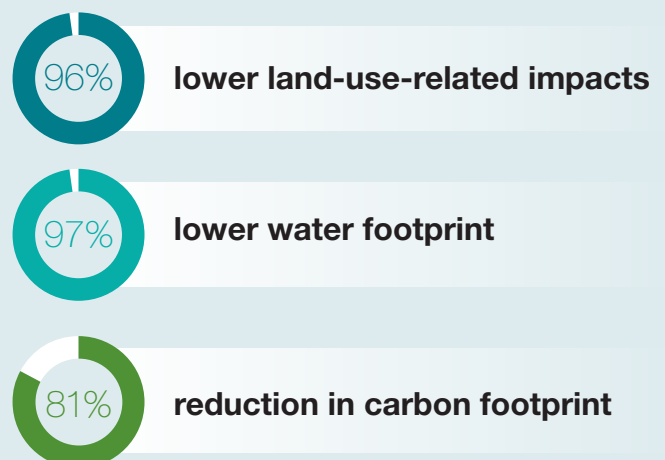 96%
lower land-use-related impacts
97%
lower water footprint
81%
reduction in carbon footprint